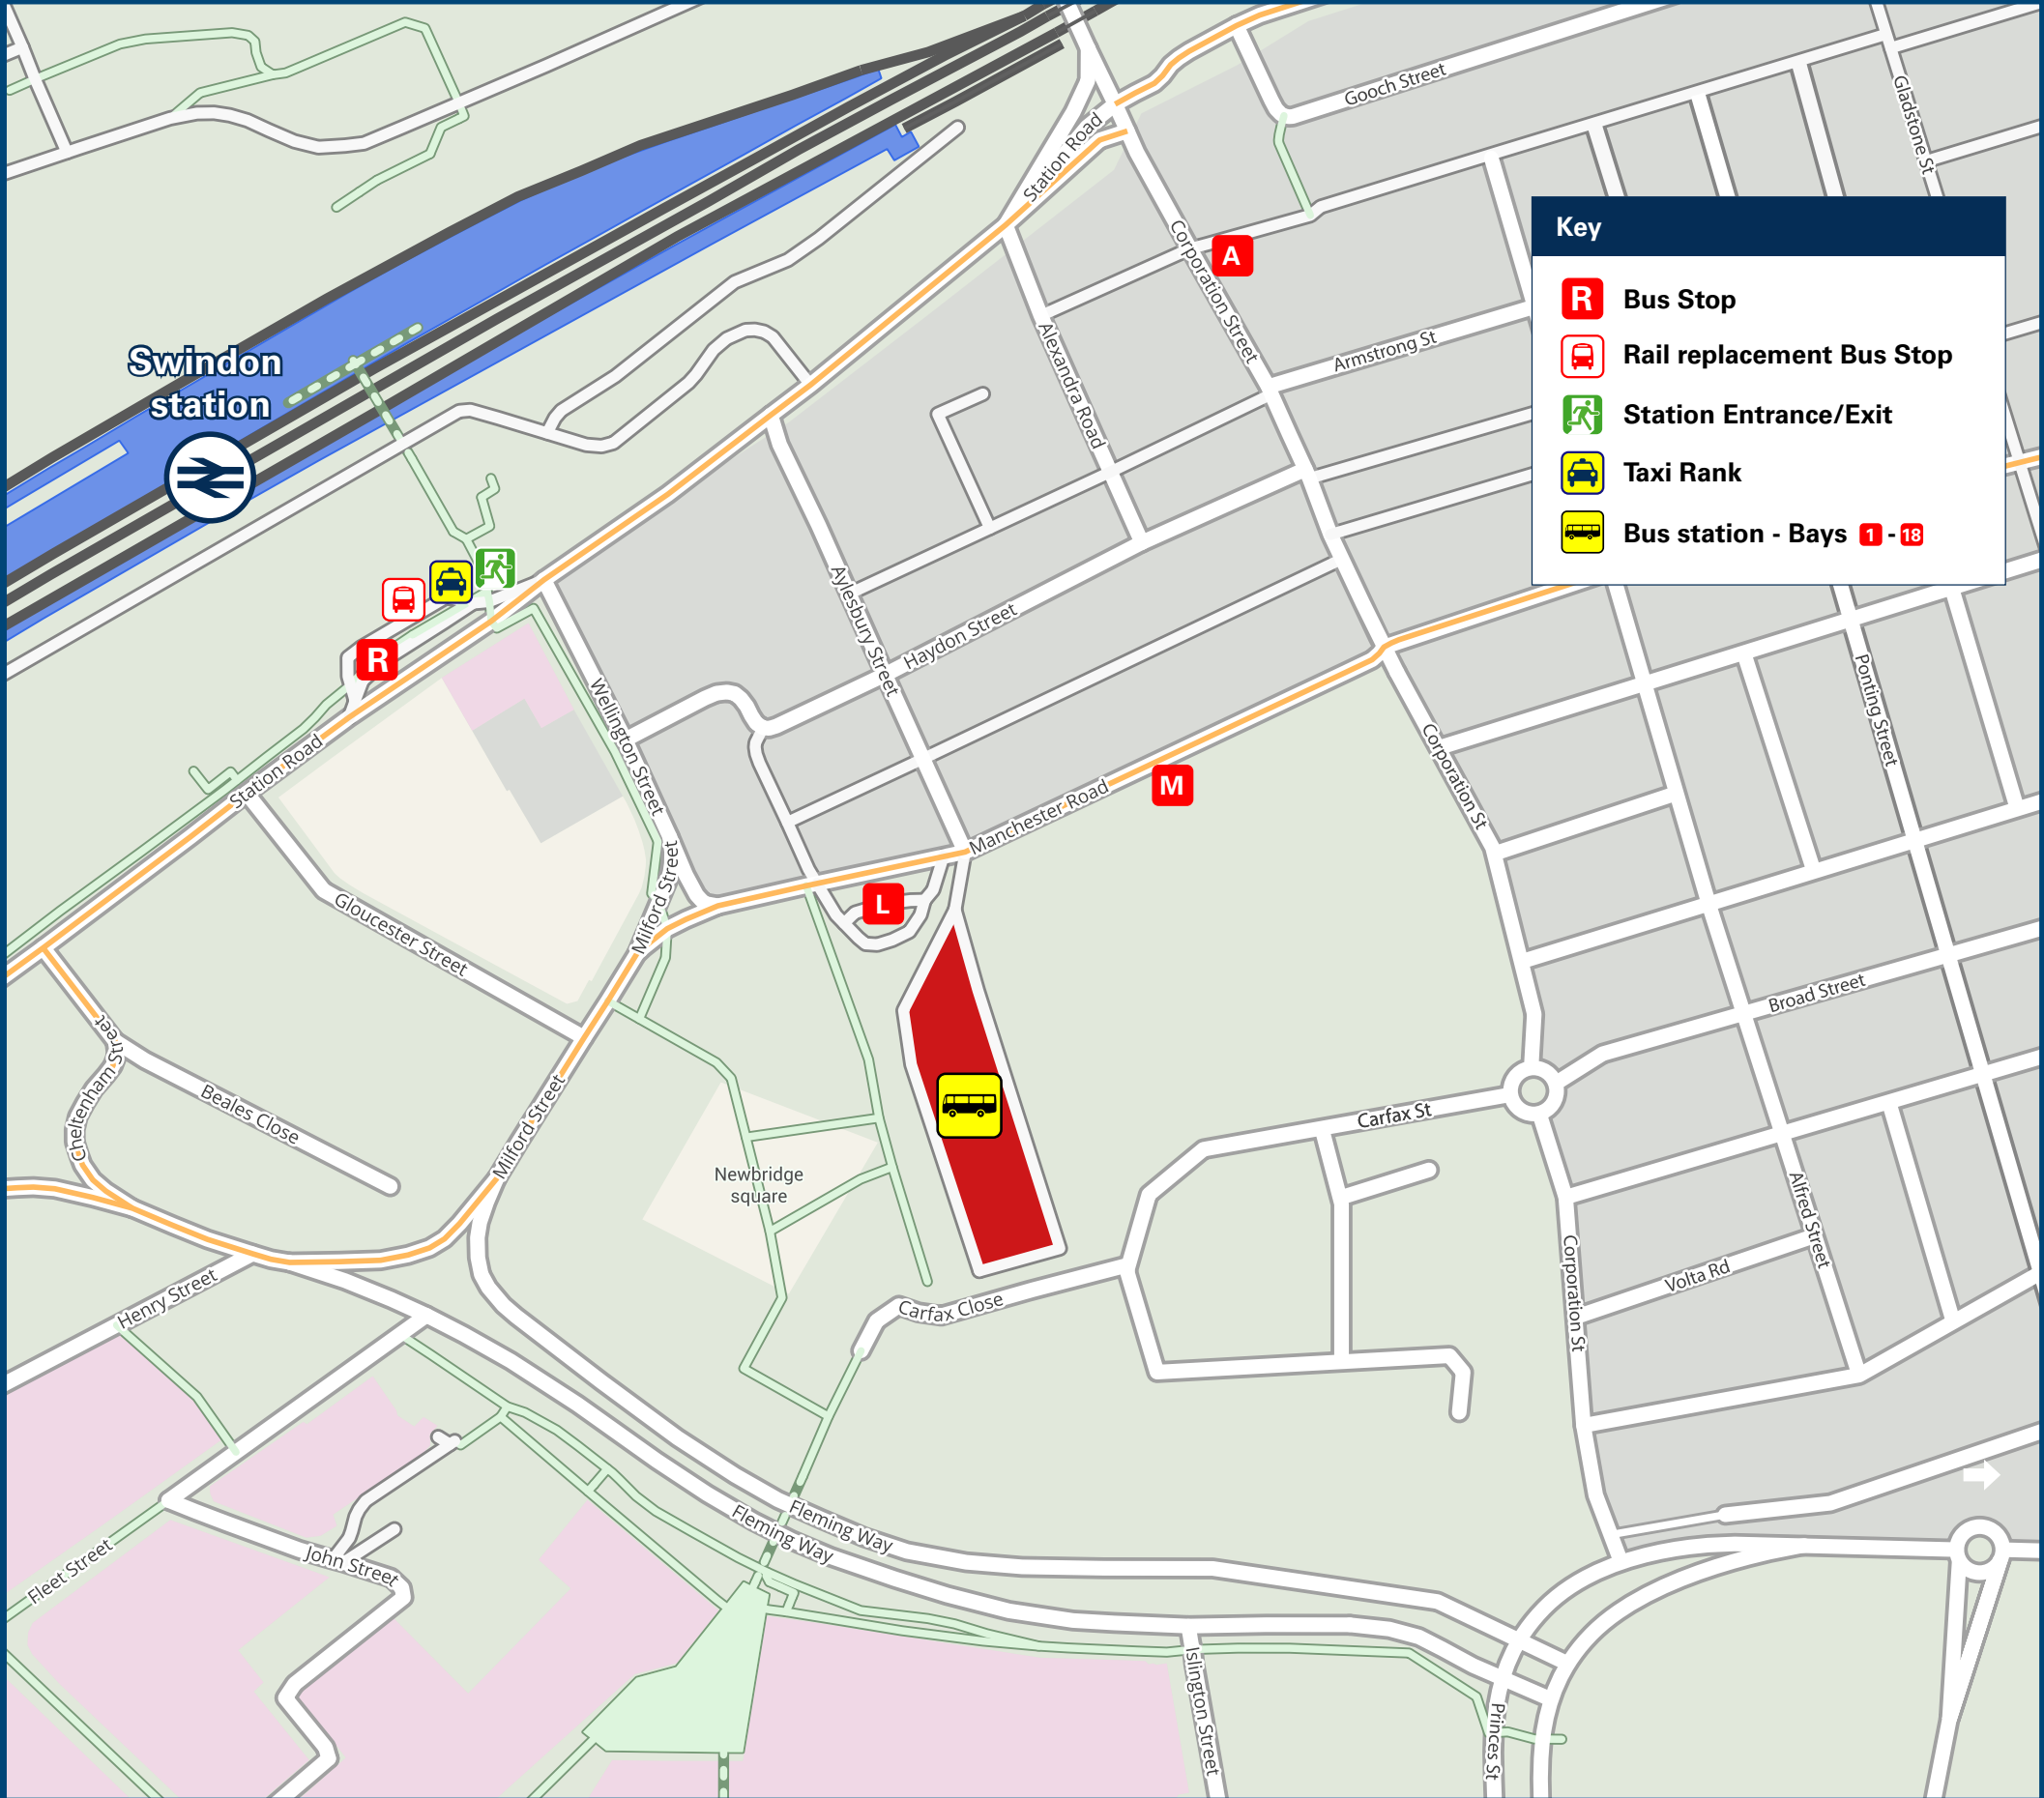 Gooch Street
Gladstone St
Station Road
Key
A
Corporation Street
R Bus Stop
Rail replacement Bus Stop
Station Entrance/Exit
Taxi Rank
Bus station - Bays 1 - 18
Armstrong St
Alexandra Road
Swindon
station
Aylesbury Street
Haydon Street
R
Wellington Street
Ponting Street
Corporation St
Station Road
M
Manchester Road
Milford Street
L
Gloucester Street
Broad Street
Cheltenham Street
Beales Close
Milford Street
Carfax St
Newbridge
square
Alfred Street
Corporation St
Volta Rd
Henry Street
Carfax Close
Fleming Way
Fleming Way
Fleet Street
John Street
Islington Street
Princes St